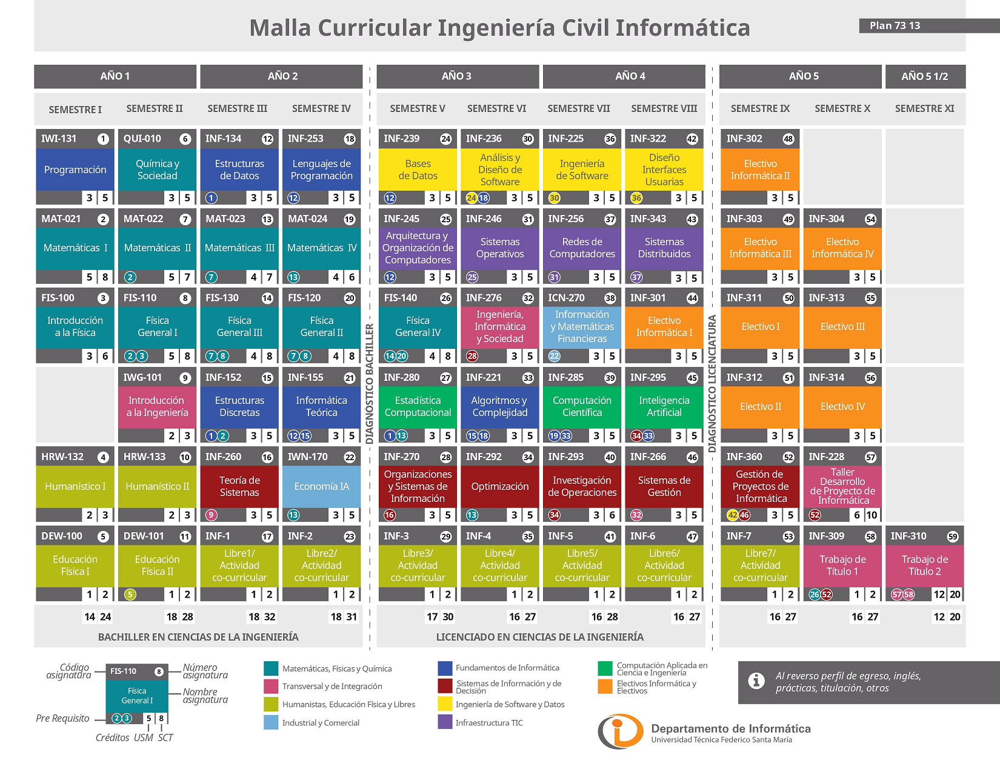 Malla Curricular Ingeniería Civil Informática
Plan 73 13
AÑO 1
AÑO 2
AÑO 3
AÑO 4
AÑO 5
AÑO 5 1/2
SEMESTRE I
SEMESTRE II
SEMESTRE III
SEMESTRE IV
SEMESTRE V
SEMESTRE VI
SEMESTRE VII
SEMESTRE VIII
SEMESTRE IX
SEMESTRE X
SEMESTRE XI
IWI-131 1
Programación
3 5
QUI-010 6
Química y
Sociedad
3 5
INF-134 12
Estructuras
de Datos
1 3 5
INF-253 18
Lenguajes de
Programación
12 3 5
INF-239 24
Bases
de Datos
12 3 5
INF-236 30
Análisis y
Diseño de
Software
24 18 3 5
INF-225 36
Ingeniería
de Software
30 3 5
INF-322 42
Diseño
Interfaces
Usuarias
36 3 5
INF-302 48
Electivo
Informática II
3 5
MAT-021 2
Matemáticas I
5 8
MAT-022 7
Matemáticas II
2 5 7
MAT-023 13
Matemáticas III
7 4 7
MAT-024 19
Matemáticas IV
13 4 6
INF-245 25
Arquitectura y
Organización de
Computadores
12 3 5
INF-246 31
Sistemas
Operativos
25 3 5
INF-256 37
Redes de
Computadores
31 3 5
INF-343 43
Sistemas
Distribuidos
37 3 5
INF-303 49
Electivo
Informática III
3 5
INF-304 54
Electivo
Informática IV
3 5
FIS-100 3
Introducción
a la Física
3 6
FIS-110 8
Física
General I
2 3 5 8
FIS-130 14
Física
General III
7 8 4 8
FIS-120 20
Física
General II
7 8 4 8
FIS-140 26
Física
General IV
14 20 4 8
INF-276 32
Ingeniería,
Informática
y Sociedad
28 3 5
ICN-270 38
Información
y Matemáticas
Financieras
22 3 5
INF-301 44
Electivo
Informática I
3 5
INF-311 50
Electivo I
3 5
INF-313 55
Electivo III
3 5
IWG-101 9
Introducción
a la Ingeniería
2 3
INF-152 15
Estructuras
Discretas
1 2 3 5
INF-155 21
Informática
Teórica
12 15 3 5
INF-280 27
Estadística
Computacional
1 13 3 5
INF-221 33
Algoritmos y
Complejidad
15 18 3 5
INF-285 39
Computación
Científica
19 33 3 5
INF-295 45
Inteligencia
Artificial
34 33 3 5
INF-312 51
Electivo II
3 5
INF-314 56
Electivo IV
3 5
HRW-132 4
Humanístico I
2 3
HRW-133 10
Humanístico II
2 3
INF-260 16
Teoría de
Sistemas
9 3 5
IWN-170 22
Economía IA
13 3 5
INF-270 28
Organizaciones
y Sistemas de
Información
16 3 5
INF-292 34
Optimización
13 3 5
INF-293 40
Investigación
de Operaciones
34 3 6
INF-266 46
Sistemas de
Gestión
32 3 5
INF-360 52
Gestión de
Proyectos de
Informática
42 46 3 5
INF-228 57
Taller
Desarrollo
de Proyecto de
Informática
52 6 10
DEW-100 5
Educación
Física I
1 2
DEW-101 11
Educación
Física II
5 1 2
INF-1 17
Libre1/
Actividad
co-curricular
1 2
INF-2 23
Libre2/
Actividad
co-curricular
1 2
INF-3 29
Libre3/
Actividad
co-curricular
1 2
INF-4 35
Libre4/
Actividad
co-curricular
1 2
INF-5 41
Libre5/
Actividad
co-curricular
1 2
INF-6 47
Libre6/
Actividad
co-curricular
1 2
INF-7 53
Libre7/
Actividad
co-curricular
1 2
INF-309 58
Trabajo de
Título 1
26 52 1 2
INF-310 59
Trabajo de
Título 2
57 58 12 20
DIAGNÓSTICO BACHILLER
DIAGNÓSTICO LICENCIATURA
14 24
18 28
18 32
18 31
17 30
16 27
16 28
16 27
16 27
16 27
12 20
BACHILLER EN CIENCIAS DE LA INGENIERÍA
LICENCIADO EN CIENCIAS DE LA INGENIERÍA
Código
asignatura
FIS-110 8
Física
General I
2 3 5 8
Número
asignatura
Nombre
asignatura
Pre Requisito
Créditos USM SCT
Matemáticas, Físicas y Química
Transversal y de Integración
Humanistas, Educación Física y Libres
Industrial y Comercial
Fundamentos de Informática
Sistemas de Información y de
Decisión
Ingeniería de Software y Datos
Infraestructura TIC
Computación Aplicada en
Ciencia e Ingeniería
Electivos Informática y
Electivos
Al reverso perfil de egreso, inglés,
prácticas, titulación, otros
Departamento de Informática
Universidad Técnica Federico Santa María